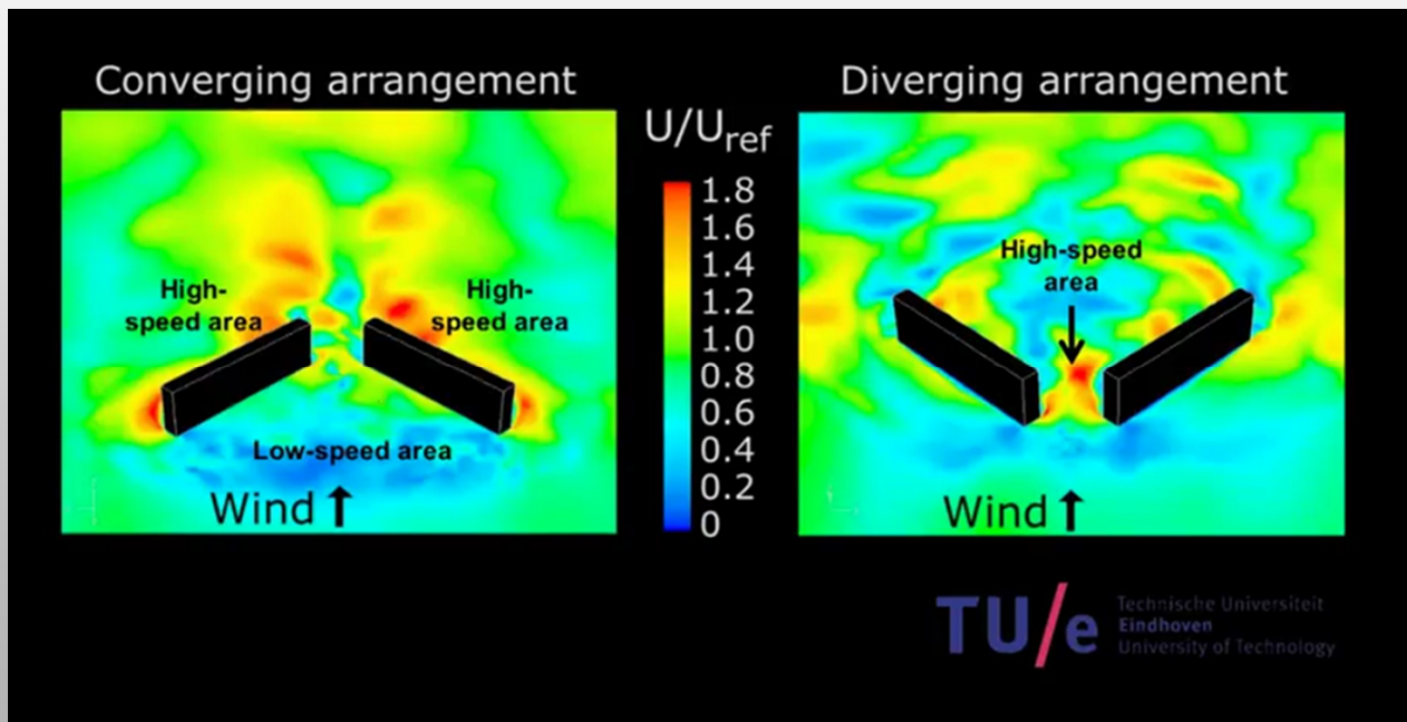 Converging arrangement
Diverging arrangement
U/Uref
1.8
1.6
1.4
1.2
1.0
0.8
0.6
0.4
0.2
0
High-
speed area
High-
speed area
Low-speed area
Wind
High-speed
area
Wind
TU/e
Technische Universiteit
Eindhoven
University of Technology